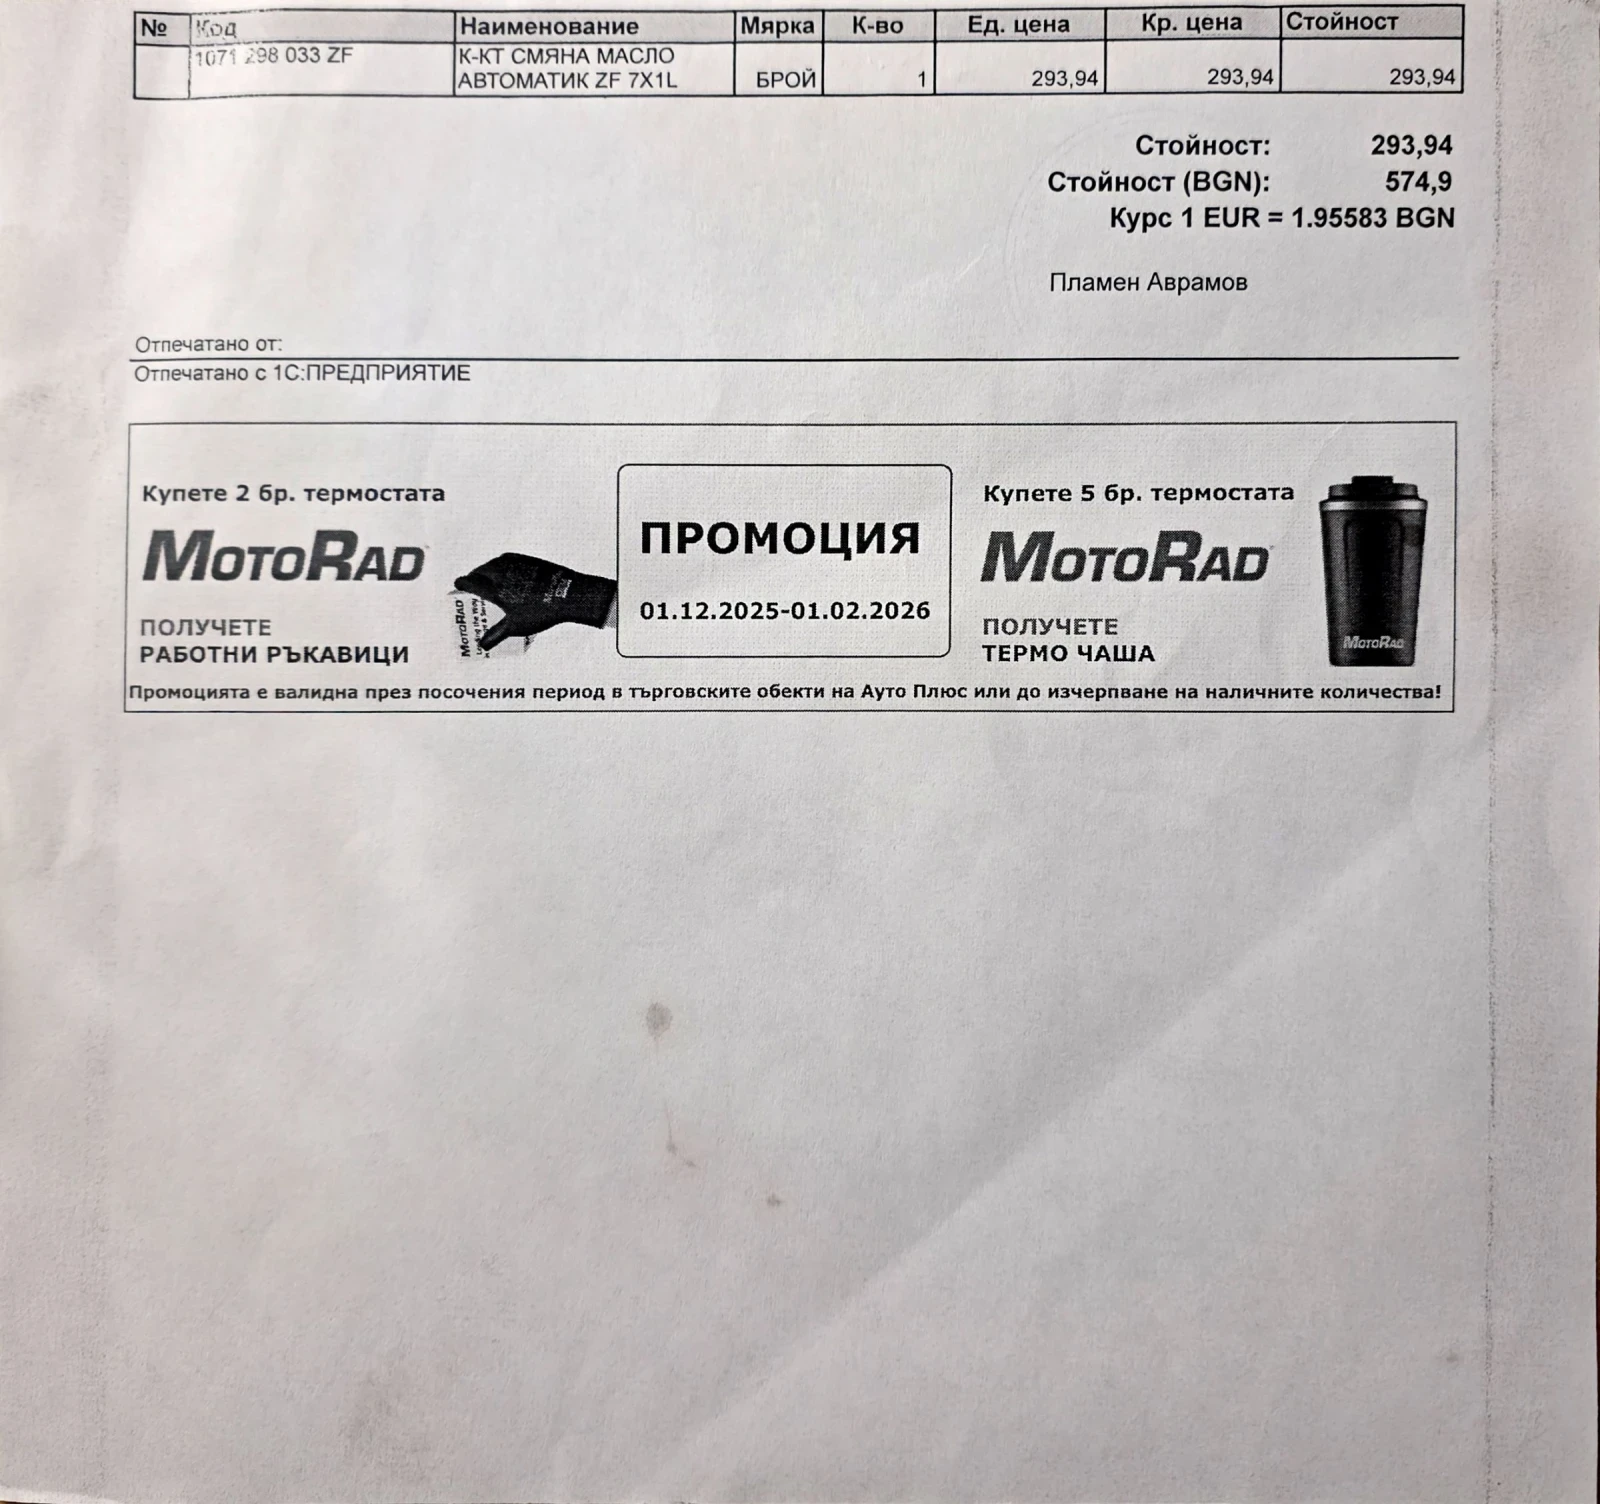 № Код Наименование Мярка К-во Ед. цена Кр. цена Стойност
1071 298 033 ZF К-КТ СМЯНА МАСЛО
АВТОМАТИК ZF 7X1L БРОЙ 1 293,94 293,94 293,94
Стойност: 293,94
Стойност (BGN): 574,9
Курс 1 EUR = 1.95583 BGN
Пламен Аврамов
Отпечатано от:
Отпечатано с 1С:ПРЕДПРИЯТИЕ
Купете 2 бр. термостата
MOTORAD
ПОЛУЧЕТЕ
РАБОТНИ РЪКАВИЦИ
MOTORAD
ПРОМОЦИЯ
01.12.2025-01.02.2026
Купете 5 бр. термостата
MOTORAD
ПОЛУЧЕТЕ
ТЕРМО ЧАША
MOTORAD
Промоцията е валидна през посочения период в търговските обекти на Ауто Плюс или до изчерпване на наличните количества!